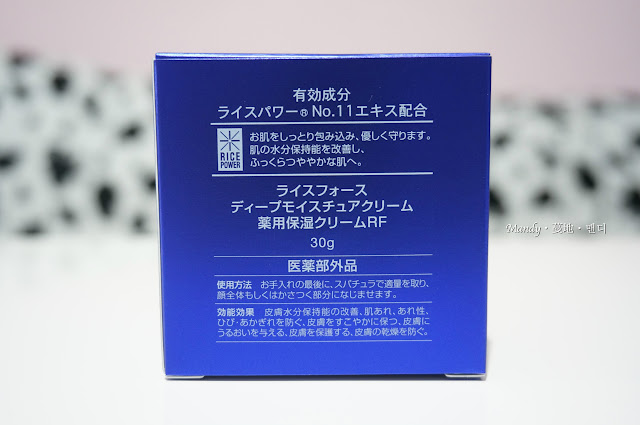 有効成分
ライスパワー® No.11エキス配合
RICE
POWER
お肌をしっとり包み込み、優しく守ります。
肌の水分保持能を改善し、
ふっくらつややかな肌へ。
ライスフォース
ディープモイスチュアクリーム
薬用保湿クリームRF
30g
医薬部外品
使用方法 お手入れの最後に、スパチュラで適量を取り、
顔全体もしくはかさつく部分になじませます。
効能効果 皮膚水分保持能の改善、肌あれ、あれ性、
ひび・あかぎれを防ぐ、皮膚をすこやかに保つ、皮膚に
うるおいを与える、皮膚を保護する、皮膚の乾燥を防ぐ。
Mandy・蔓地・맨디